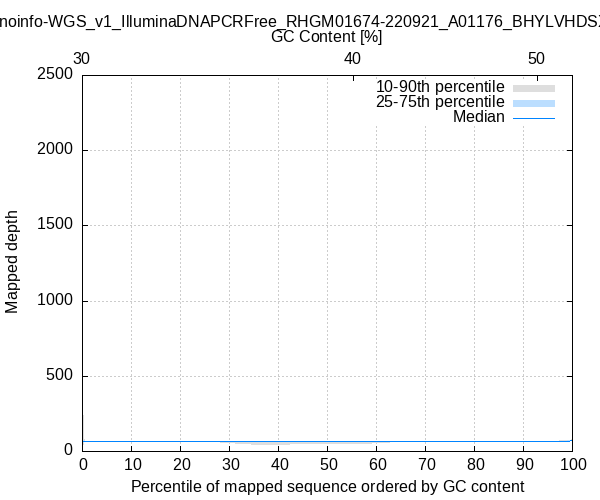 noinfo-WGS_v1_IlluminaDNAPCRFree_RHGM01674-220921_A01176_BHYLVHDSX
GC Content [%]
30 40 50
2500
10-90th percentile
25-75th percentile
Median
2000
1500
1000
500
0
Mapped depth
0 10 20 30 40 50 60 70 80 90 100
Percentile of mapped sequence ordered by GC content